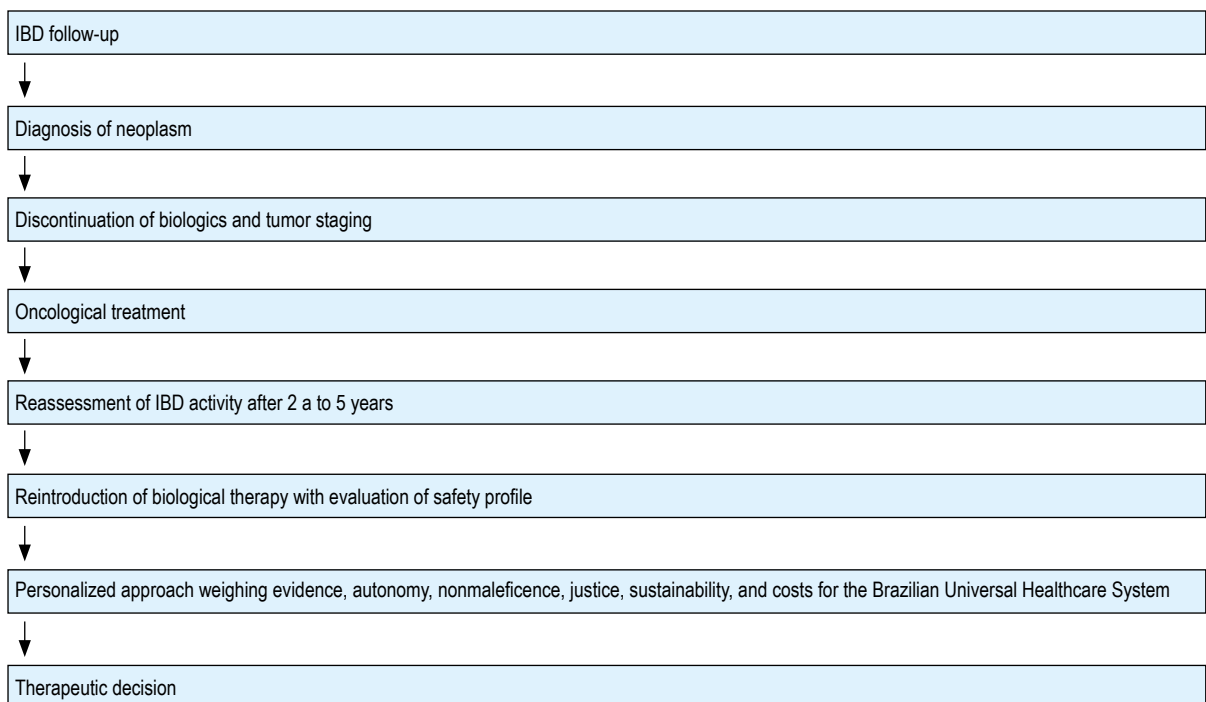 IBD follow-up
Diagnosis of neoplasm
Discontinuation of biologics and tumor staging
Oncological treatment
Reassessment of IBD activity after 2 a to 5 years
Reintroduction of biological therapy with evaluation of safety profile
Personalized approach weighing evidence, autonomy, nonmaleficence, justice, sustainability, and costs for the Brazilian Universal Healthcare System
Therapeutic decision